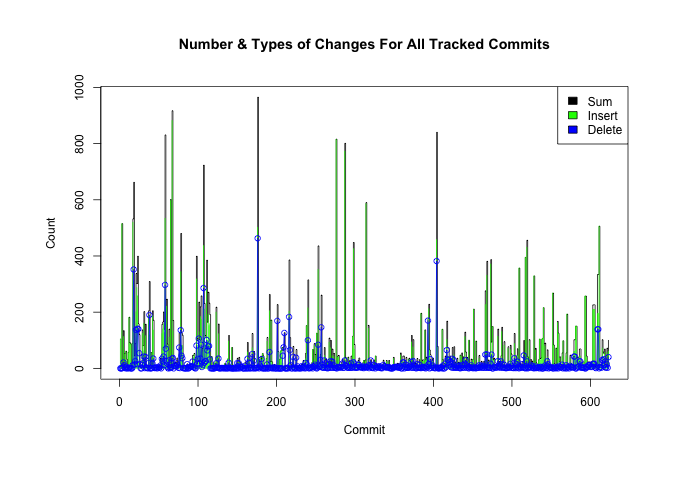 Number & Types of Changes For All Tracked Commits
1000
800
600
400
200
0
Count
Sum
Insert
Delete
0 100 200 300 400 500 600
Commit